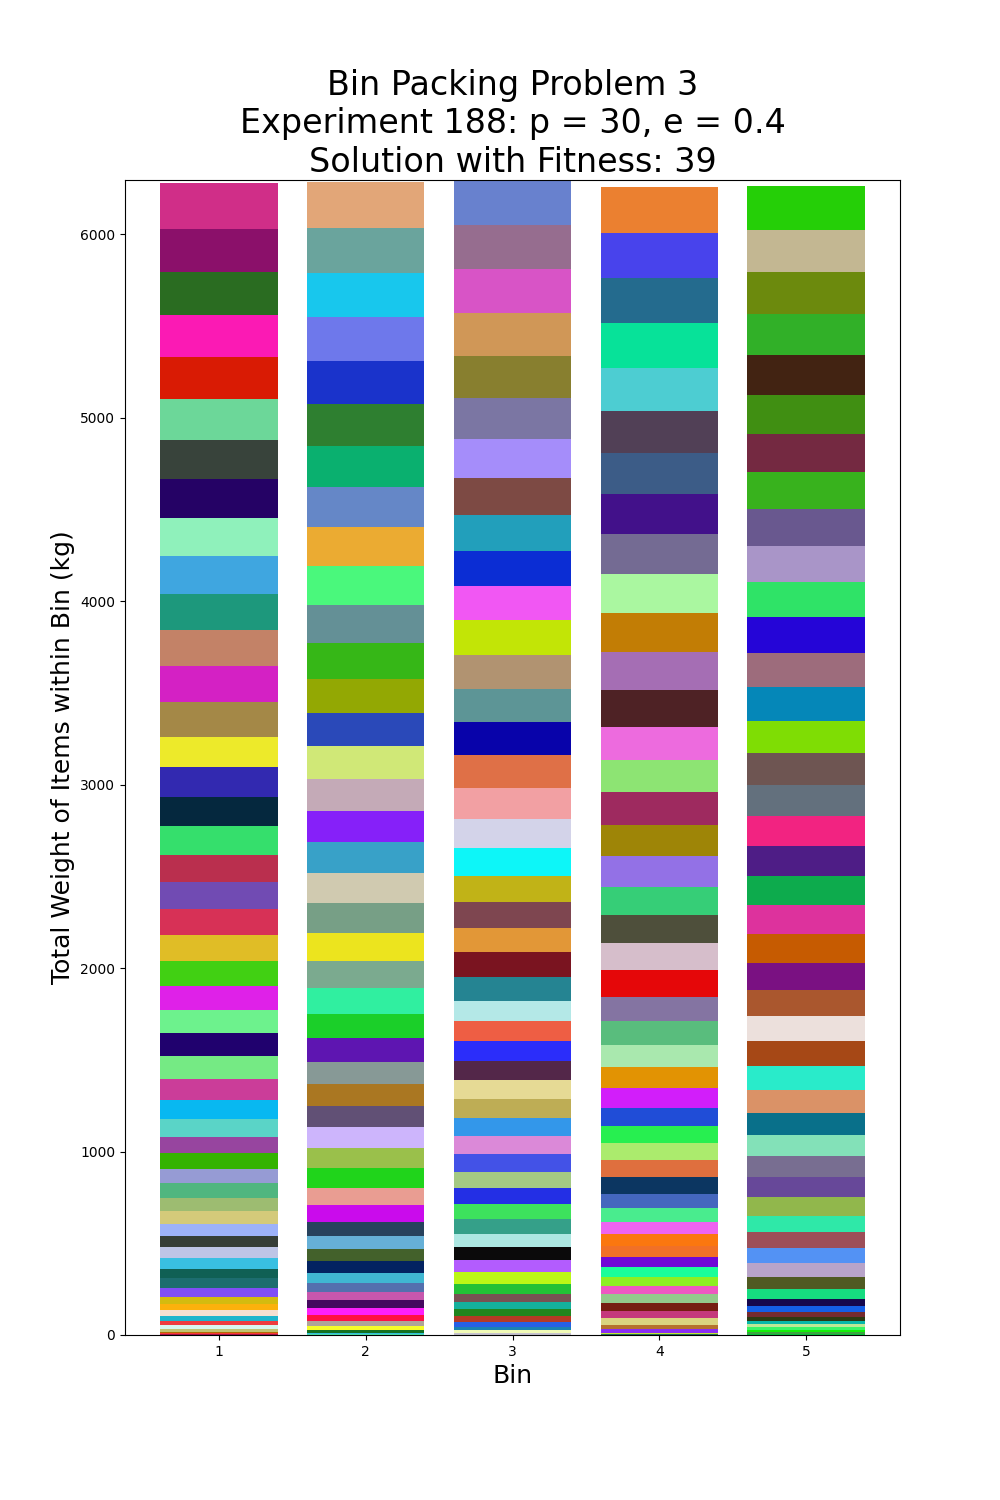 Bin Packing Problem 3
Experiment 188: p = 30, e = 0.4
Solution with Fitness: 39
Total Weight of Items within Bin (kg)
6000
5000
4000
3000
2000
1000
0
1 2 3 4 5
Bin